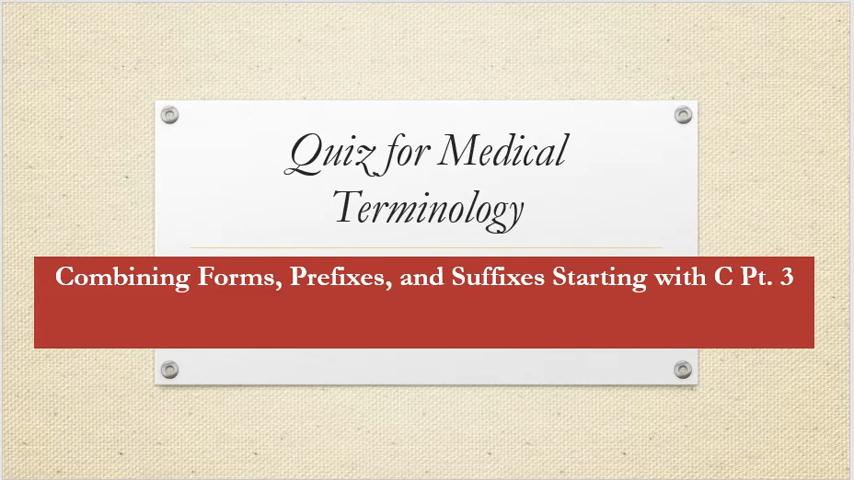 Quiz for Medical
Terminology
Combining Forms, Prefixes, and Suffixes Starting with C Pt. 3